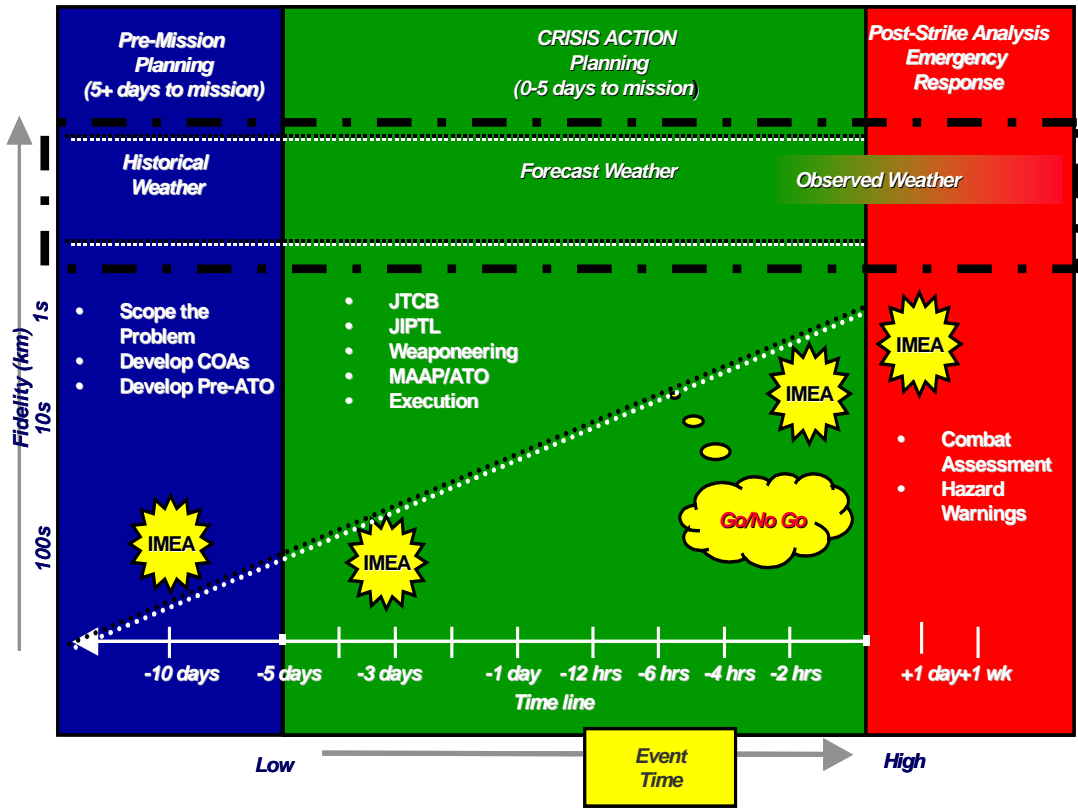 Pre-Mission
Planning
(5+ days to mission)
CRISIS ACTION
Planning
(0-5 days to mission)
Post-Strike Analysis
Emergency
Response
Historical
Weather
Forecast Weather
Observed Weather
Fidelity (km)
1s
10s
100s
• Scope the
Problem
• Develop COAs
• Develop Pre-ATO
• JTCB
• JIPTL
• Weaponeering
• MAAP/ATO
• Execution
IMEA
IMEA
IMEA
IMEA
Go/No Go
• Combat
Assessment
• Hazard
Warnings
-10 days
-5 days
-3 days
-1 day
-12 hrs
-6 hrs
-4 hrs
-2 hrs
+1 day
+1 wk
Time line
Low
Event
Time
High